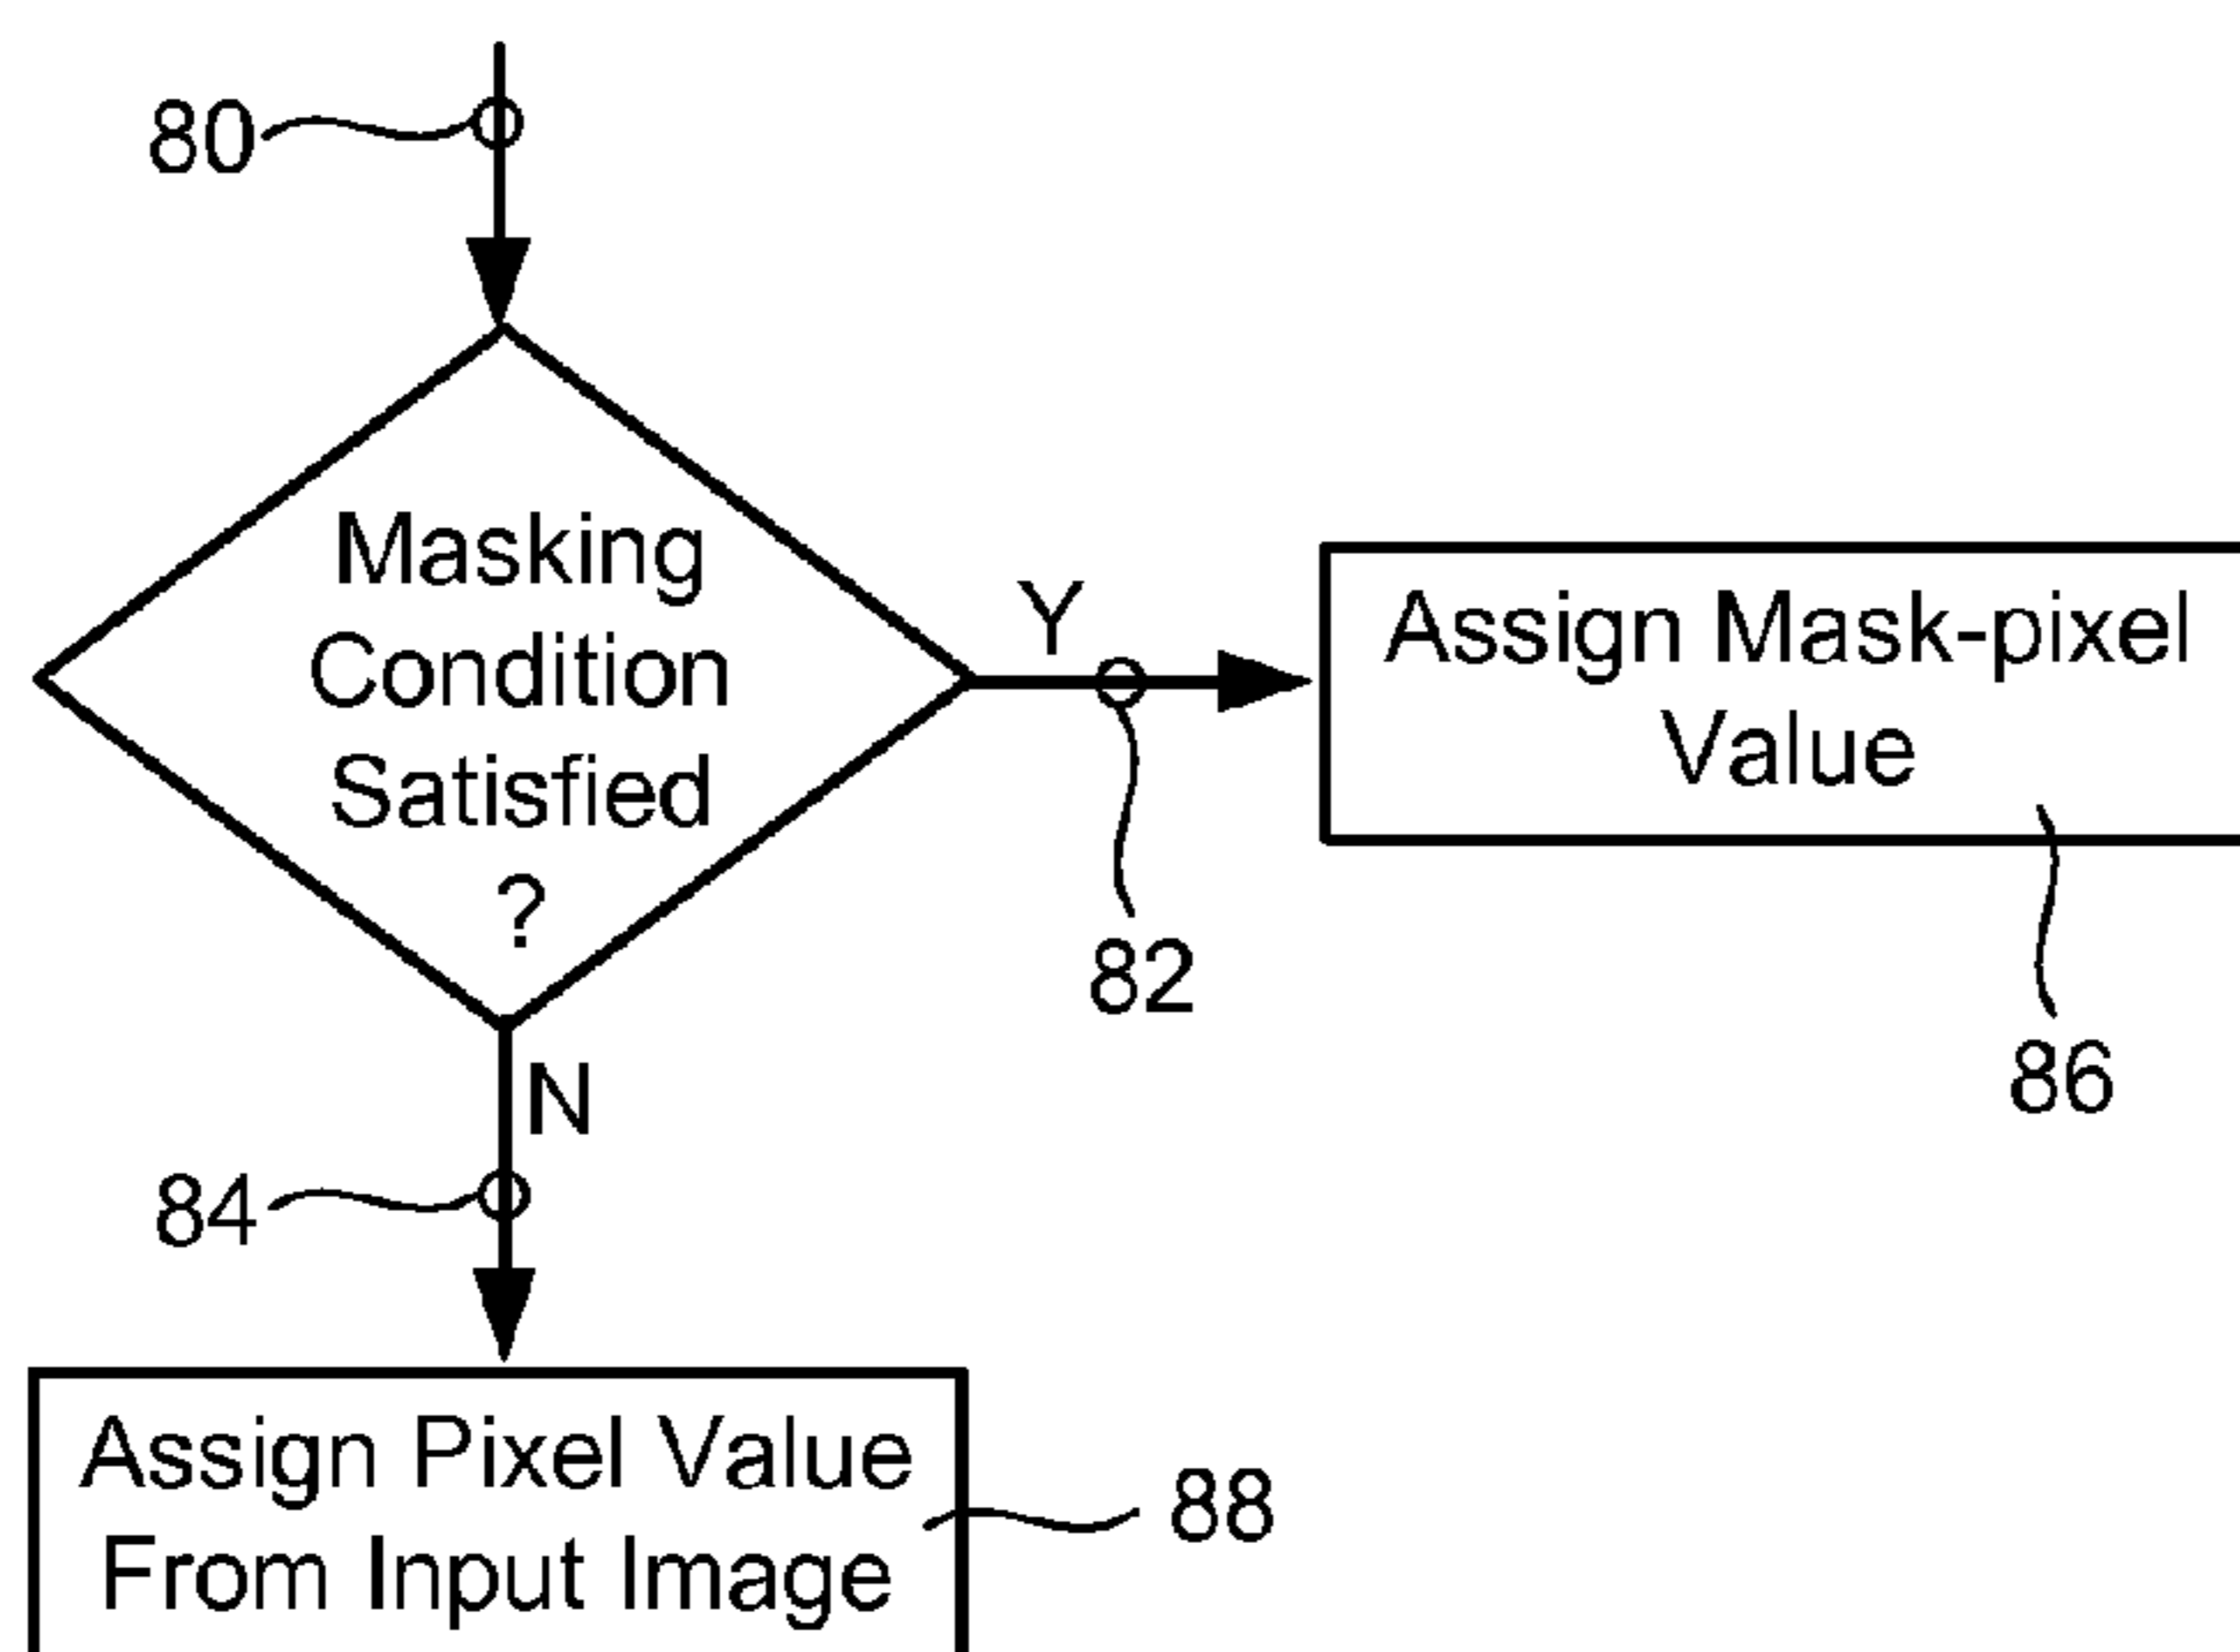 80
Masking
Condition
Satisfied
?
Y
82
Assign Mask-pixel
Value
86
N
84
Assign Pixel Value
From Input Image
88